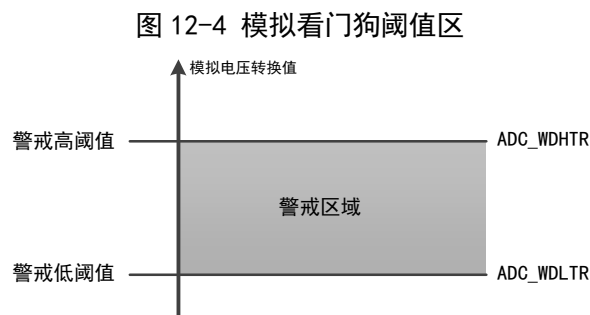 图 12-4 模拟看门狗阈值区
模拟电压转换值
警戒高阈值
ADC_WDHTR
警戒区域
警戒低阈值
ADC_WDLTR